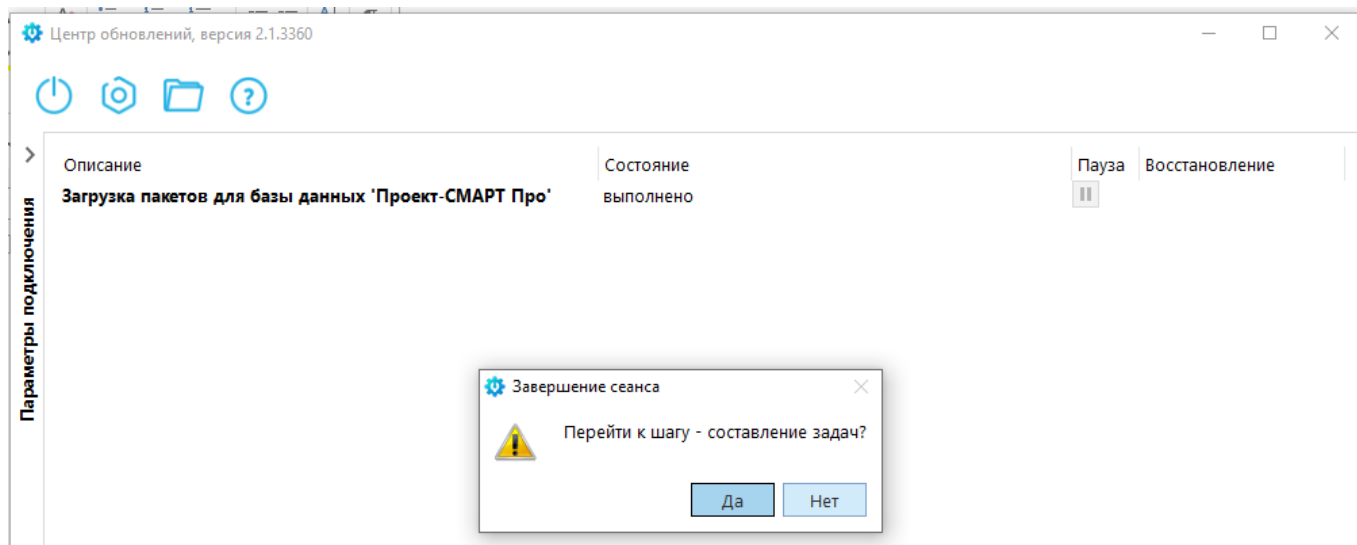 Центр обновлений, версия 2.1.3360
Описание Состояние Пауза Восстановление
Загрузка пакетов для базы данных 'Проект-СМАРТ Про' выполнено
Параметры подключения
Завершение сеанса
Перейти к шагу - составление задач?
Да Нет